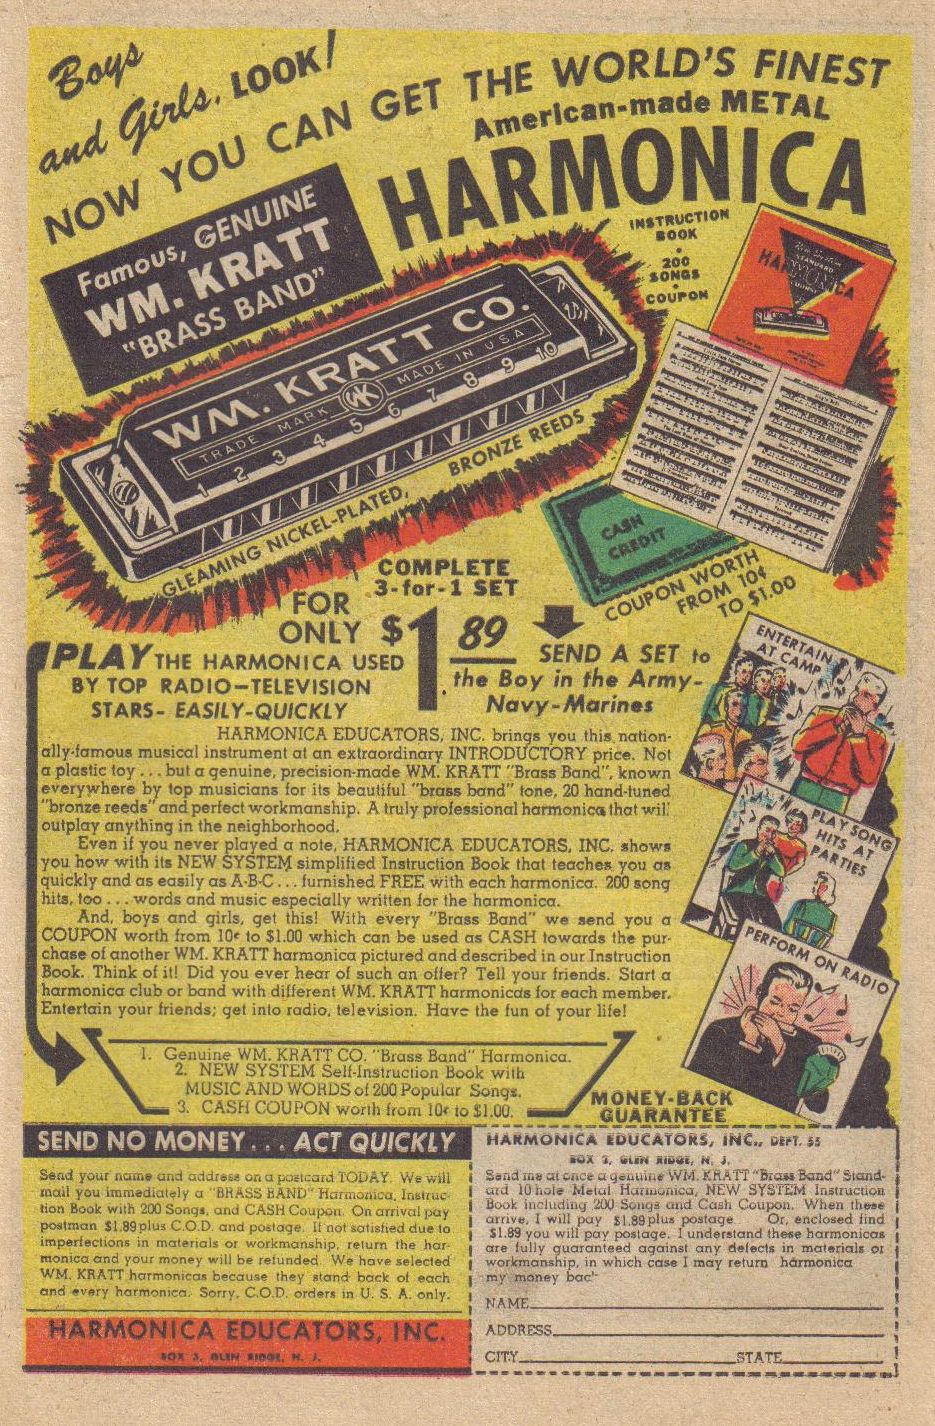 Boys
and Girls, LOOK!
NOW YOU CAN GET THE WORLD'S FINEST
American-made METAL
HARMONICA
Famous, GENUINE
WM. KRATT
"BRASS BAND"
INSTRUCTION
BOOK
•
200
SONGS
•
COUPON
HARMONICA
WM. KRATT CO.
TRADE MARK WK MADE IN U.S.A.
1 2 3 4 5 6 7 8 9 10
GLEAMING NICKEL-PLATED,
BRONZE REEDS
CASH
CREDIT
COUPON WORTH
FROM 10¢
TO $1.00
COMPLETE
3-for-1 SET
FOR
ONLY $1.89
SEND A SET to
the Boy in the Army-
Navy-Marines
PLAY THE HARMONICA USED
BY TOP RADIO—TELEVISION
STARS- EASILY-QUICKLY
ENTERTAIN
AT CAMP
PLAY SONG
HITS AT
PARTIES
PERFORM ON RADIO
HARMONICA EDUCATORS, INC. brings you this nation-
ally-famous musical instrument at an extraordinary INTRODUCTORY price. Not
a plastic toy . . . but a genuine, precision-made WM. KRATT "Brass Band", known
everywhere by top musicians for its beautiful "brass band" tone, 20 hand-tuned
"bronze reeds" and perfect workmanship. A truly professional harmonica that will
outplay anything in the neighborhood.
Even if you never played a note, HARMONICA EDUCATORS, INC. shows
you how with its NEW SYSTEM simplified Instruction Book that teaches you as
quickly and as easily as A-B-C . . . furnished FREE with each harmonica. 200 song
hits, too . . . words and music especially written for the harmonica.
And, boys and girls, get this! With every "Brass Band" we send you a
COUPON worth from 10¢ to $1.00 which can be used as CASH towards the pur-
chase of another WM. KRATT harmonica pictured and described in our Instruction
Book. Think of it! Did you ever hear of such an offer? Tell your friends. Start a
harmonica club or band with different WM. KRATT harmonicas for each member.
Entertain your friends; get into radio, television. Have the fun of your life!
1. Genuine WM. KRATT CO. "Brass Band" Harmonica.
2. NEW SYSTEM Self-Instruction Book with
MUSIC AND WORDS of 200 Popular Songs.
3. CASH COUPON worth from 10¢ to $1.00.
MONEY-BACK
GUARANTEE
SEND NO MONEY . . . ACT QUICKLY
Send your name and address on a postcard TODAY. We will
mail you immediately a "BRASS BAND" Harmonica, Instruc-
tion Book with 200 Songs, and CASH Coupon. On arrival pay
postman $1.89 plus C.O.D. and postage. If not satisfied due to
imperfections in materials or workmanship, return the har-
monica and your money will be refunded. We have selected
WM. KRATT harmonicas because they stand back of each
and every harmonica. Sorry, C.O.D. orders in U. S. A. only.
HARMONICA EDUCATORS, INC.
BOX 3, GLEN RIDGE, N. J.
HARMONICA EDUCATORS, INC., DEPT. 55
BOX 3, GLEN RIDGE, N. J.
Send me at once a genuine WM. KRATT "Brass Band" Stand-
ard 10 hole Metal Harmonica, NEW SYSTEM Instruction
Book including 200 Songs and Cash Coupon. When these
arrive, I will pay $1.89 plus postage Or, enclosed find
$1.89 you will pay postage. I understand these harmonicas
are fully guaranteed against any defects in materials or
workmanship, in which case I may return harmonica
my money bac
NAME
ADDRESS
CITY STATE